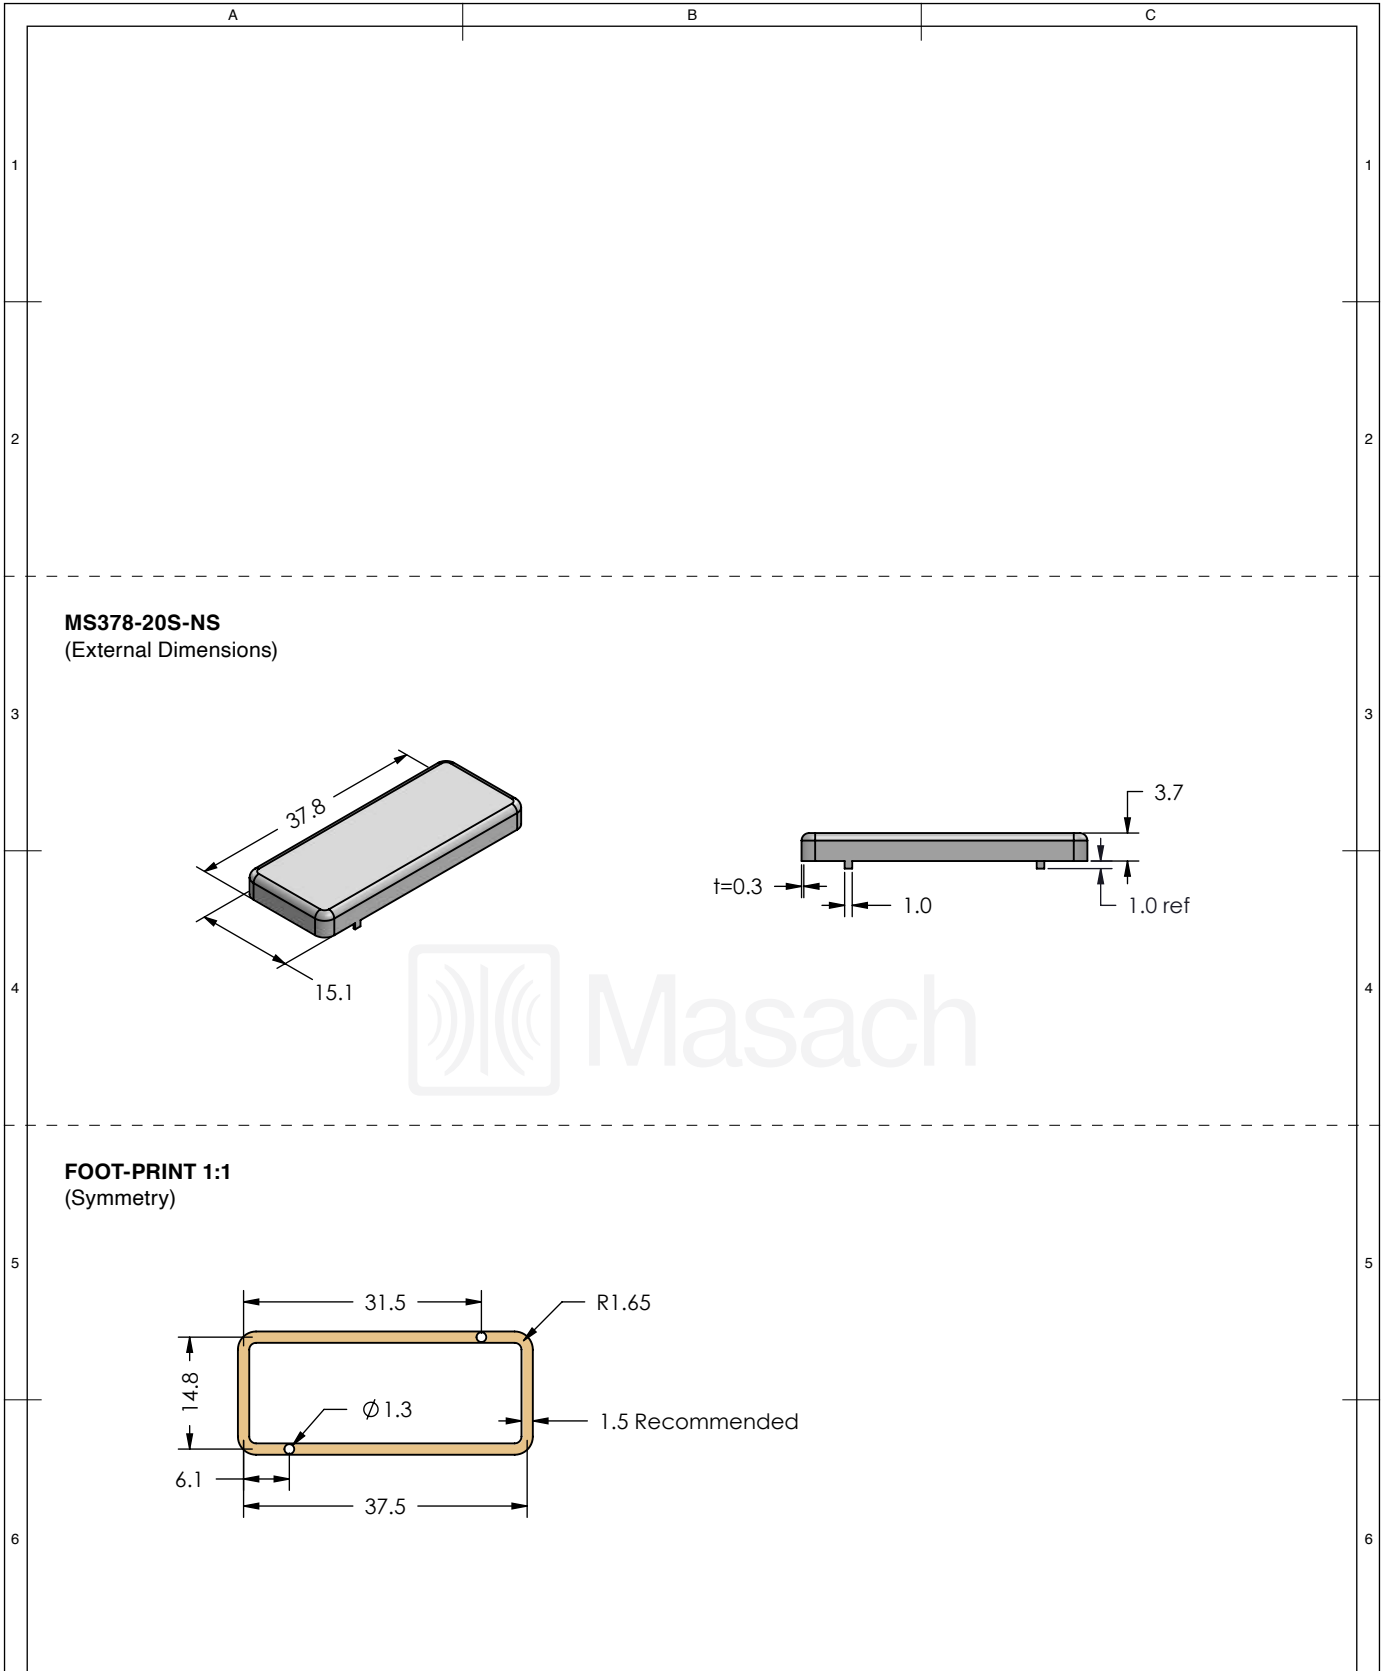 A
B
C
1
1
2
2
MS378-20S-NS
(External Dimensions)
3
3
37.8
3.7
t=0.3
1.0
1.0 ref
15.1
4
4
Masach
FOOT-PRINT 1:1
(Symmetry)
5
5
31.5
R1.65
14.8
Ø1.3
1.5 Recommended
6.1
37.5
6
6